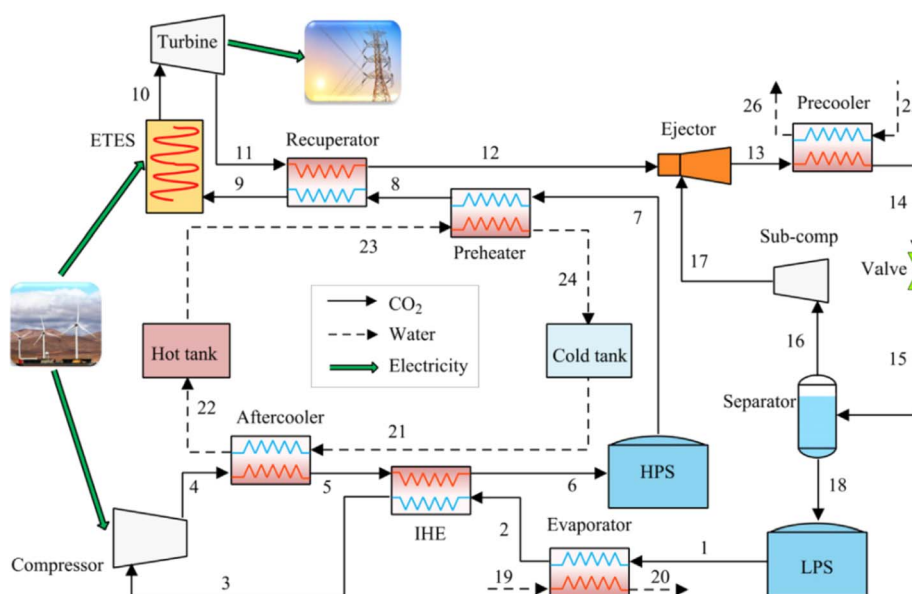 Turbine
10
ETES
11
Recuperator
12
9
8
Ejector
13
26
Precooler
2
14
7
Preheater
23
24
Sub-comp
17
Valve
CO₂
Water
Electricity
Hot tank
Cold tank
16
15
22
Aftercooler
21
Separator
4
5
6
HPS
18
IHE
2
Evaporator
1
Compressor
3
19
20
LPS